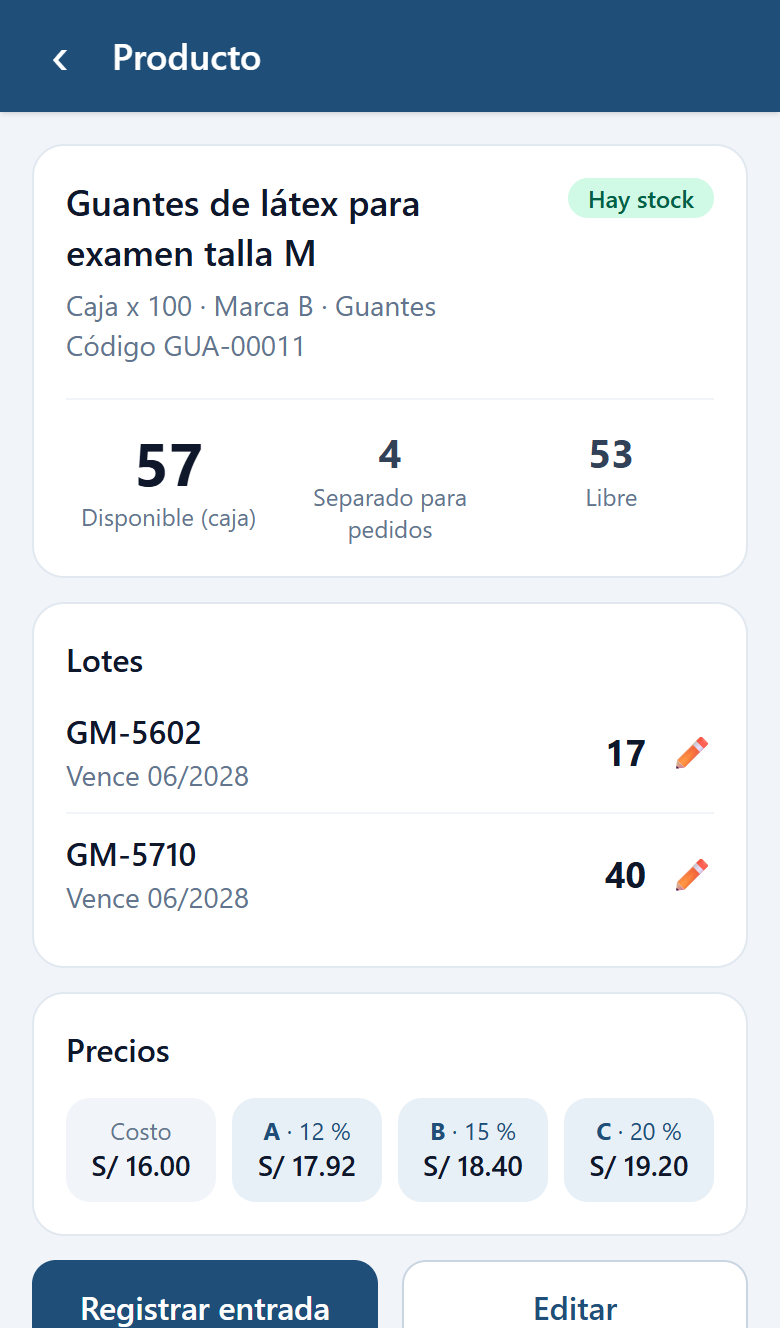 Producto
Guantes de látex para
examen talla M
Hay stock
Caja x 100 · Marca B · Guantes
Código GUA-00011
57
Disponible (caja)
4
Separado para
pedidos
53
Libre
Lotes
GM-5602
Vence 06/2028
17
GM-5710
Vence 06/2028
40
Precios
Costo
S/ 16.00
A · 12 %
S/ 17.92
B · 15 %
S/ 18.40
C · 20 %
S/ 19.20
Registrar entrada
Editar